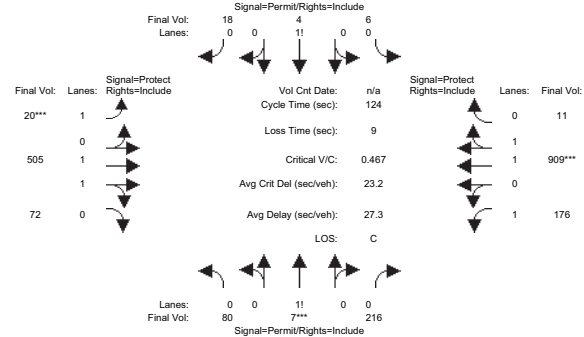 Signal=Permit/Rights=Include
Final Vol: 18 4 6
Lanes: 0 0 1! 0 0
Signal=Protect Signal=Protect
Final Vol: Lanes: Rights=Include Vol Cnt Date: n/a Rights=Include Lanes: Final Vol:
Cycle Time (sec): 124
20*** 1 0 11
Loss Time (sec): 9
0 1
505 1 Critical V/C: 0.467 1 909***
1 Avg Crit Del (sec/veh): 23.2 0
72 0 Avg Delay (sec/veh): 27.3 1 176
LOS: C
Lanes: 0 0 1! 0 0
Final Vol: 80 7*** 216
Signal=Permit/Rights=Include